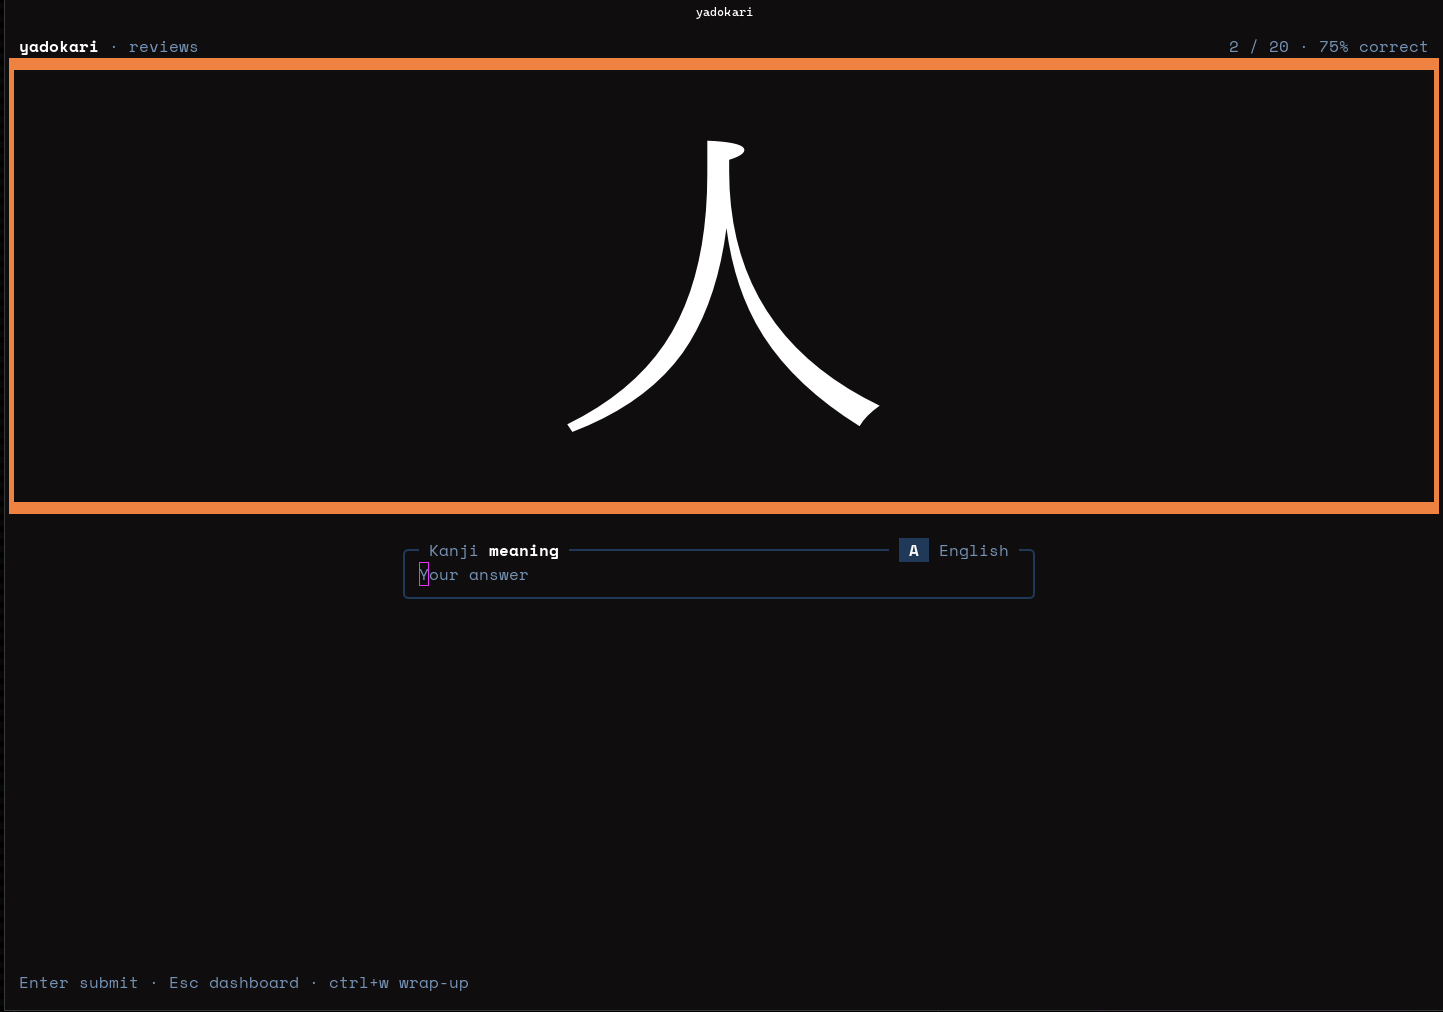 yadokari
yadokari · reviews
2 / 20 · 75% correct
人
Kanji meaning
A English
Your answer
Enter submit · Esc dashboard · ctrl+w wrap-up